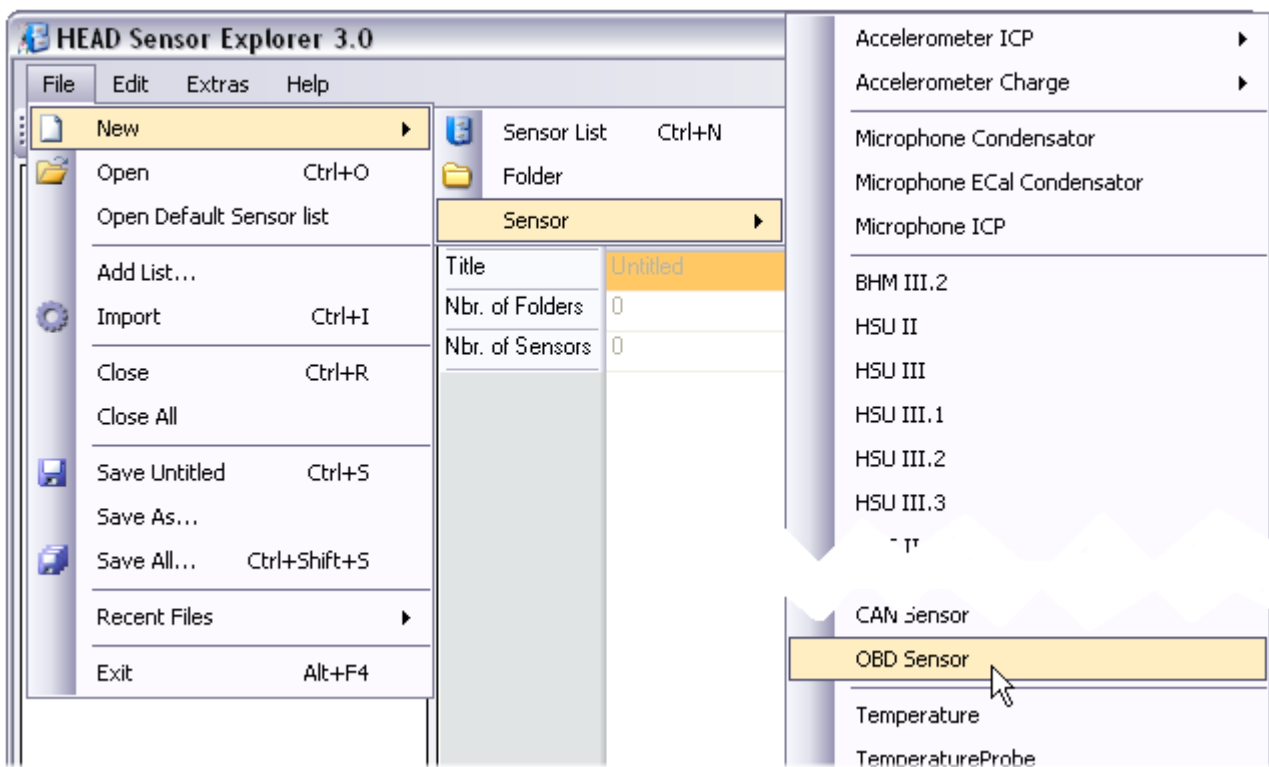 HEAD Sensor Explorer 3.0
File Edit Extras Help
New
Open Ctrl+O
Open Default Sensor list
Add List...
Import Ctrl+I
Close Ctrl+R
Close All
Save Untitled Ctrl+S
Save As...
Save All... Ctrl+Shift+S
Recent Files
Exit Alt+F4
Sensor List Ctrl+N
Folder
Sensor
Title Untitled
Nbr. of Folders 0
Nbr. of Sensors 0
Accelerometer ICP
Accelerometer Charge
Microphone Condensator
Microphone ECal Condensator
Microphone ICP
BHM III.2
HSU II
HSU III
HSU III.1
HSU III.2
HSU III.3
CAN Sensor
OBD Sensor
Temperature
TemperatureProbe